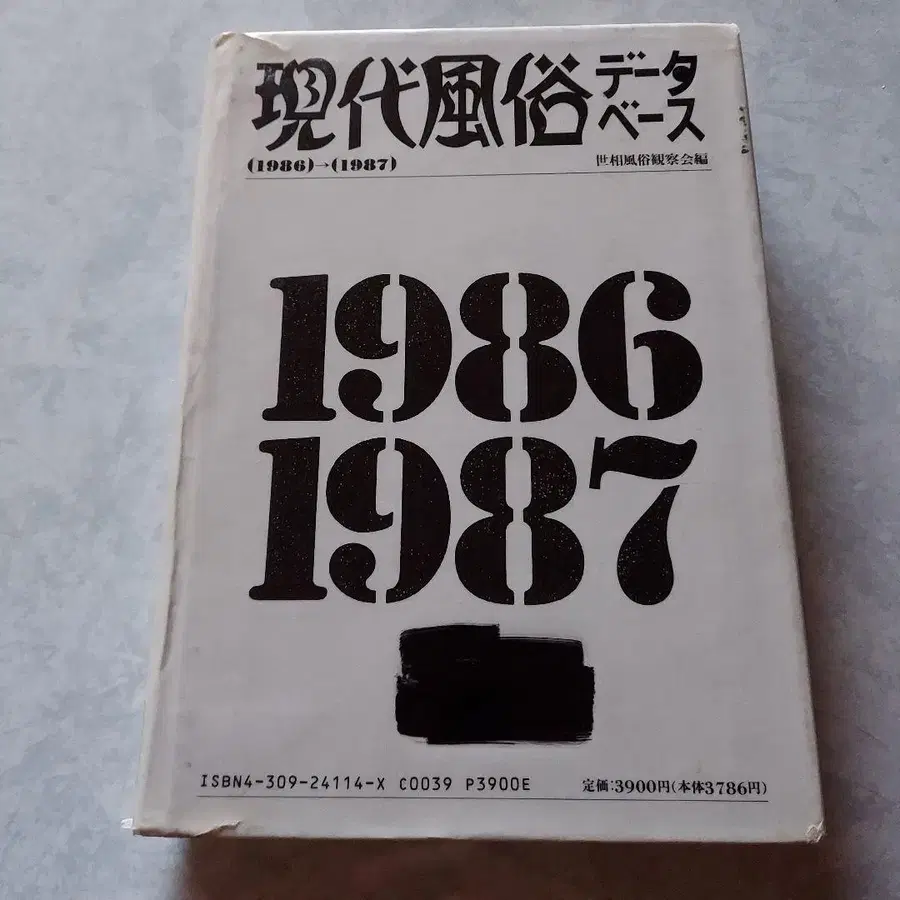 現代風俗データ
ベース
(1986)→(1987)
世相風俗観察会編
1986
1987
ISBN4-309-24114-X C0039 P3900E
定価:3900円(本体3786円)